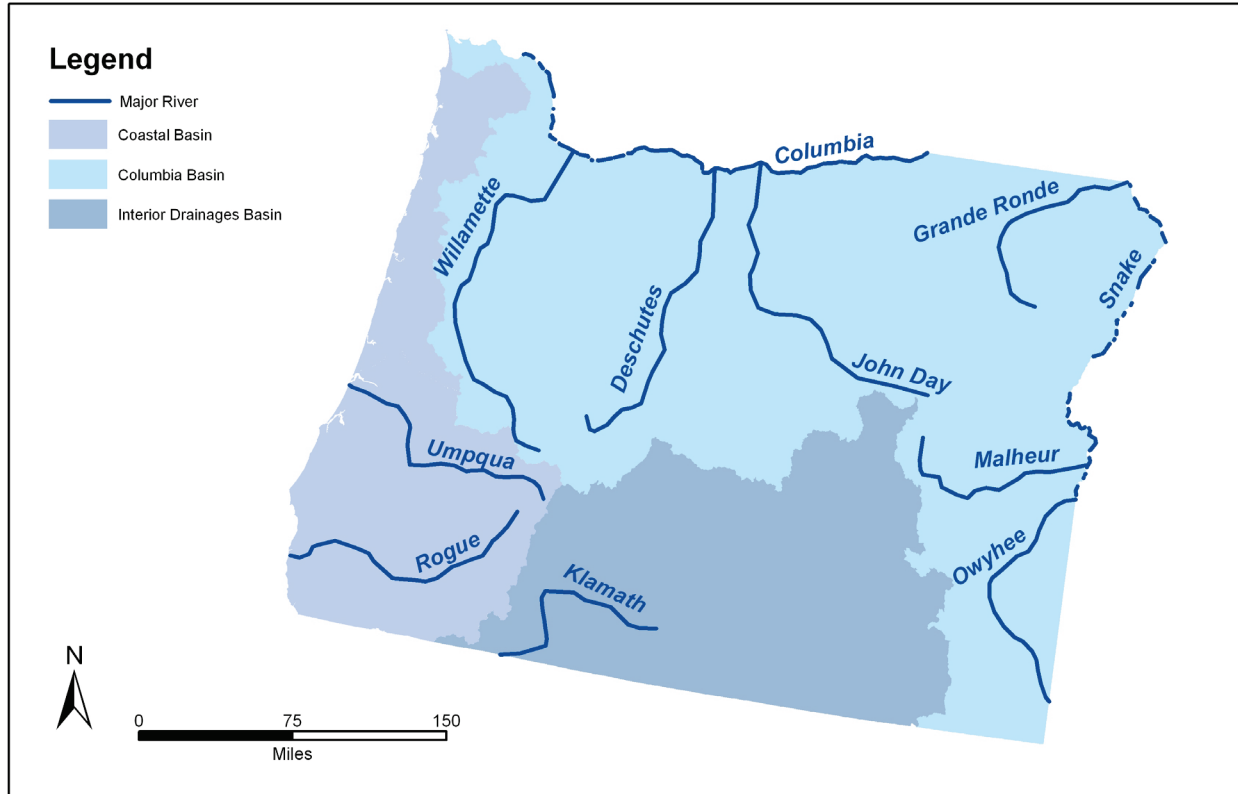 Legend
Major River
Coastal Basin
Columbia Basin
Interior Drainages Basin
Columbia
Willamette
Grande Ronde
Snake
Deschutes
John Day
Umpqua
Malheur
Rogue
Owyhee
Klamath
N
0 75 150
Miles